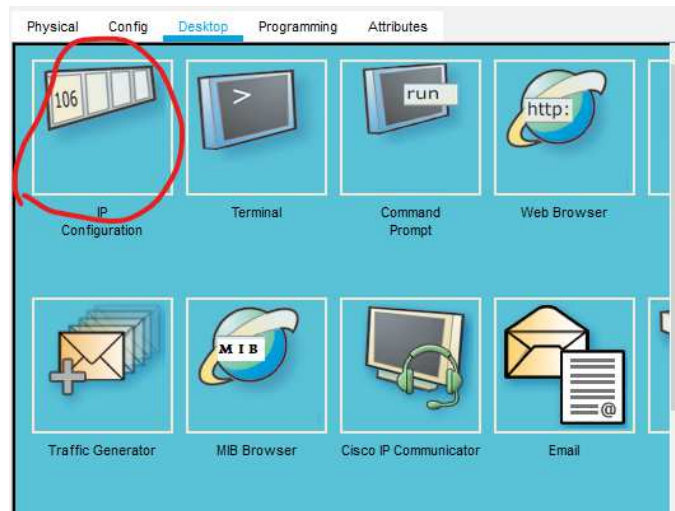 Physical Config Desktop Programming Attributes
106
>
run
http:
IP
Configuration
Terminal
Command
Prompt
Web Browser
MIB
@
Traffic Generator
MIB Browser
Cisco IP Communicator
Email